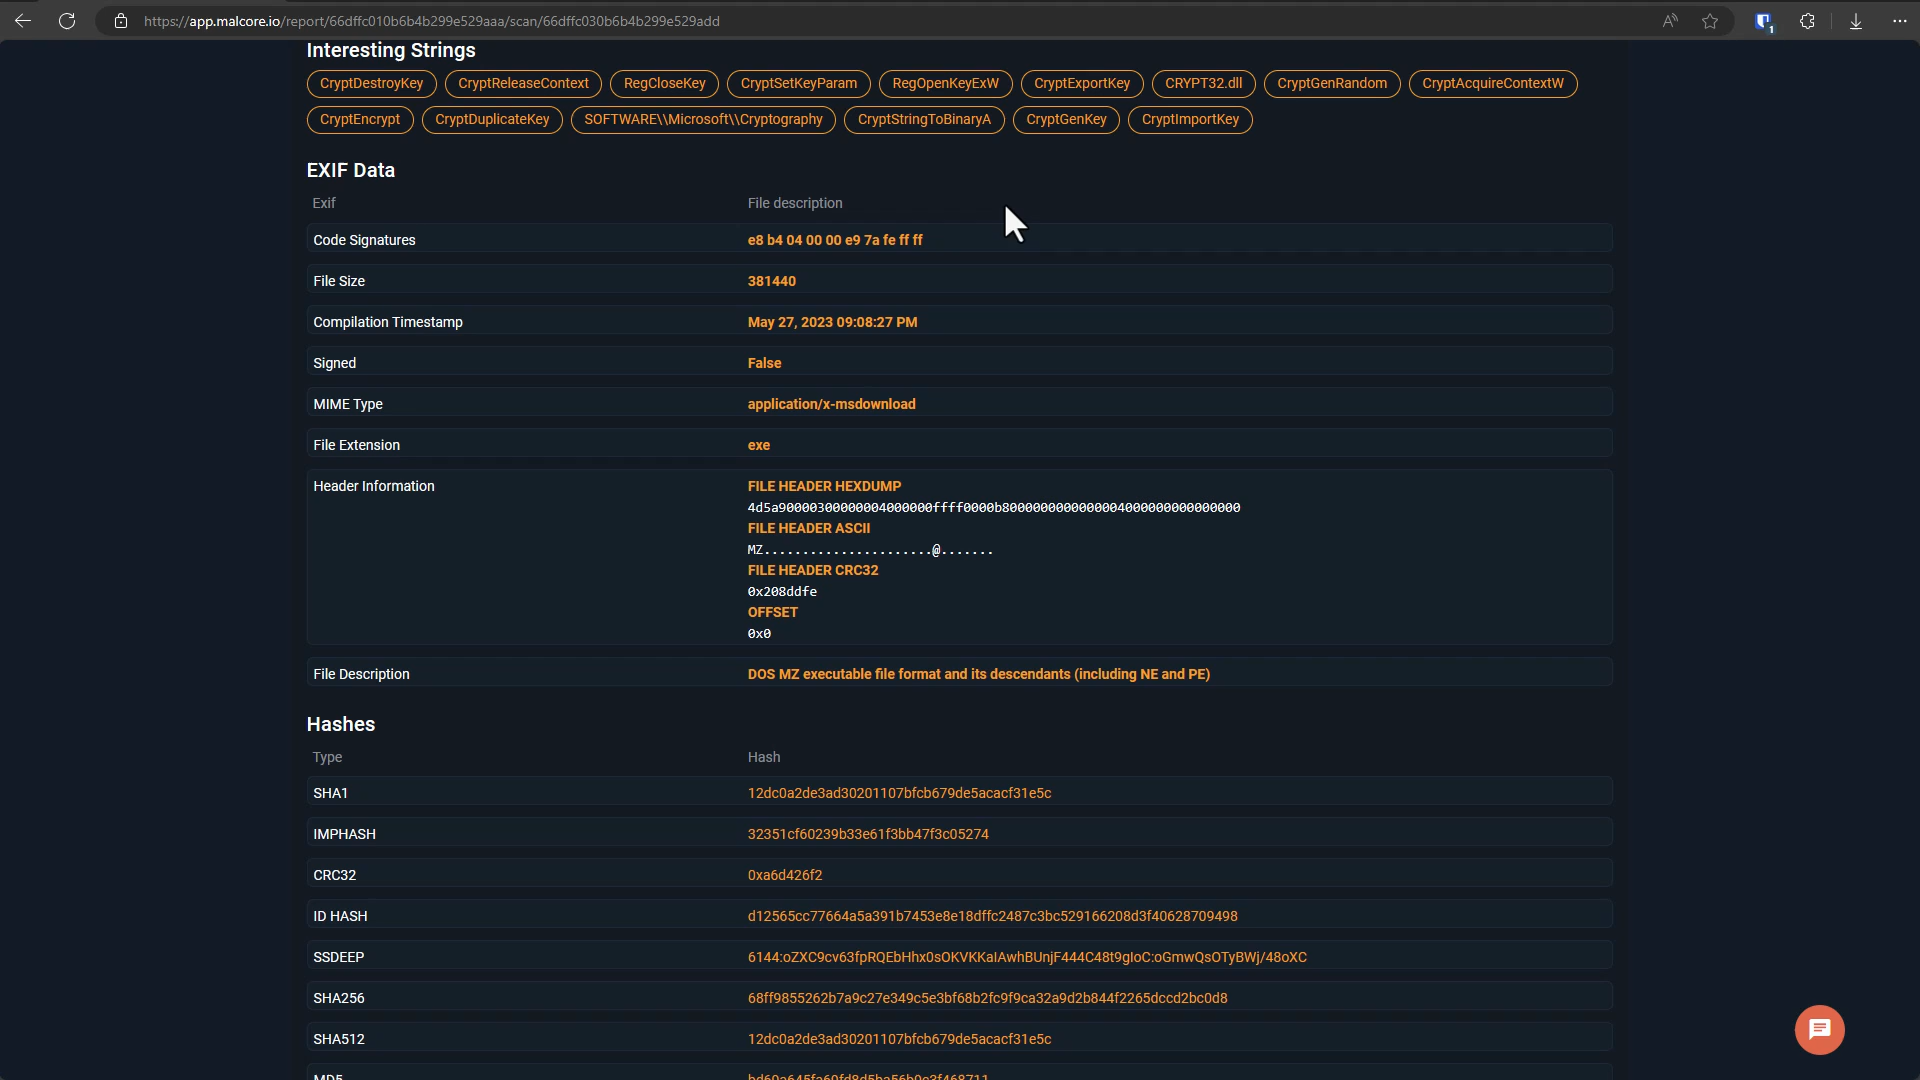 https://app.malcore.io/report/66dffc010b6b4b299e529aaa/scan/66dffc030b6b4b299e529add
Interesting Strings
CryptDestroyKey CryptReleaseContext RegCloseKey CryptSetKeyParam RegOpenKeyExW CryptExportKey CRYPT32.dll CryptGenRandom CryptAcquireContextW
CryptEncrypt CryptDuplicateKey SOFTWARE\\Microsoft\\Cryptography CryptStringToBinaryA CryptGenKey CryptImportKey
EXIF Data
Exif File description
Code Signatures e8 b4 04 00 00 e9 7a fe ff ff
File Size 381440
Compilation Timestamp May 27, 2023 09:08:27 PM
Signed False
MIME Type application/x-msdownload
File Extension exe
Header Information FILE HEADER HEXDUMP
4d5a90000300000004000000ffff0000b800000000000000400000000000000000
FILE HEADER ASCII
MZ......................@.......
FILE HEADER CRC32
0x208ddfe
OFFSET
0x0
File Description DOS MZ executable file format and its descendants (including NE and PE)
Hashes
Type Hash
SHA1 12dc0a2de3ad30201107bfcb679de5acacf31e5c
IMPHASH 32351cf60239b33e61f3bb47f3c05274
CRC32 0xa6d426f2
ID HASH d12565cc77664a5a391b7453e8e18dffc2487c3bc529166208d3f40628709498
SSDEEP 6144:oZXC9cv63fpRQEbHhx0sOKVKKaIAwhBUnjF444C48t9gIoC:oGmwQsOTyBWj/48oXC
SHA256 68ff9855262b7a9c27e349c5e3bf68b2fc9f9ca32a9d2b844f2265dccd2bc0d8
SHA512 12dc0a2de3ad30201107bfcb679de5acacf31e5c
MD5